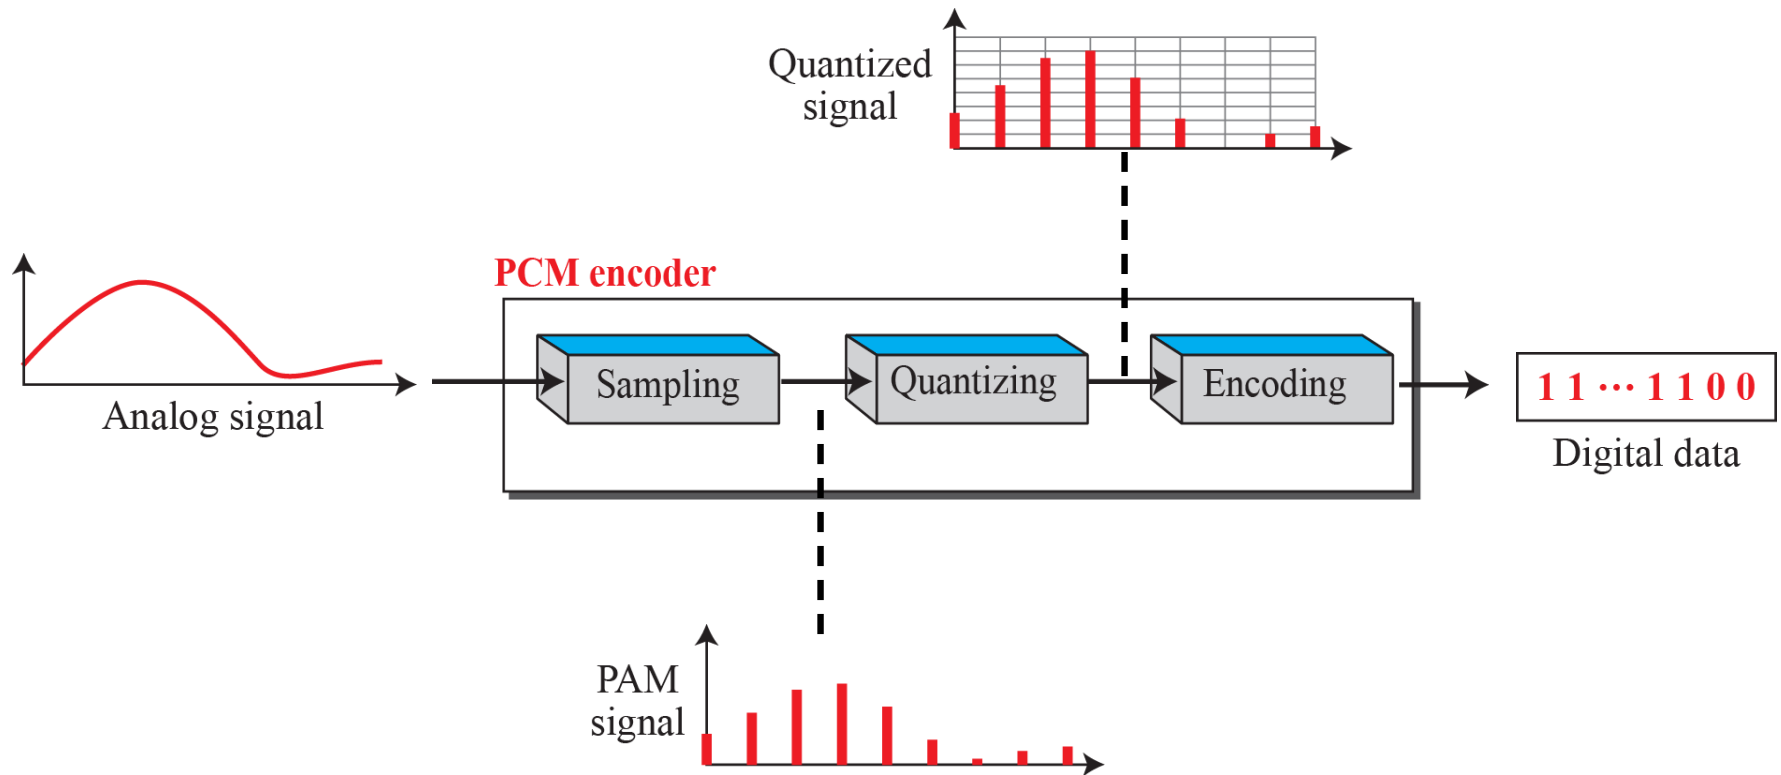 Quantized
signal
PCM encoder
Sampling
Quantizing
Encoding
Analog signal
1 1 ··· 1 1 0 0
Digital data
PAM
signal